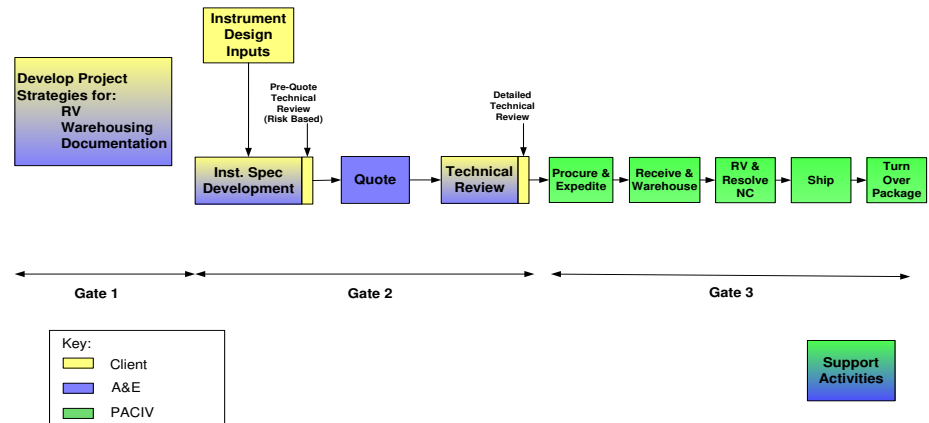 Instrument
Design
Inputs
Develop Project
Strategies for:
RV
Warehousing
Documentation
Pre-Quote
Technical
Review
(Risk Based)
Detailed
Technical
Review
Inst. Spec
Development
Quote
Technical
Review
Procure &
Expedite
Receive &
Warehouse
RV &
Resolve
NC
Ship
Turn
Over
Package
Gate 1
Gate 2
Gate 3
Key:
Client
A&E
PACIV
Support
Activities